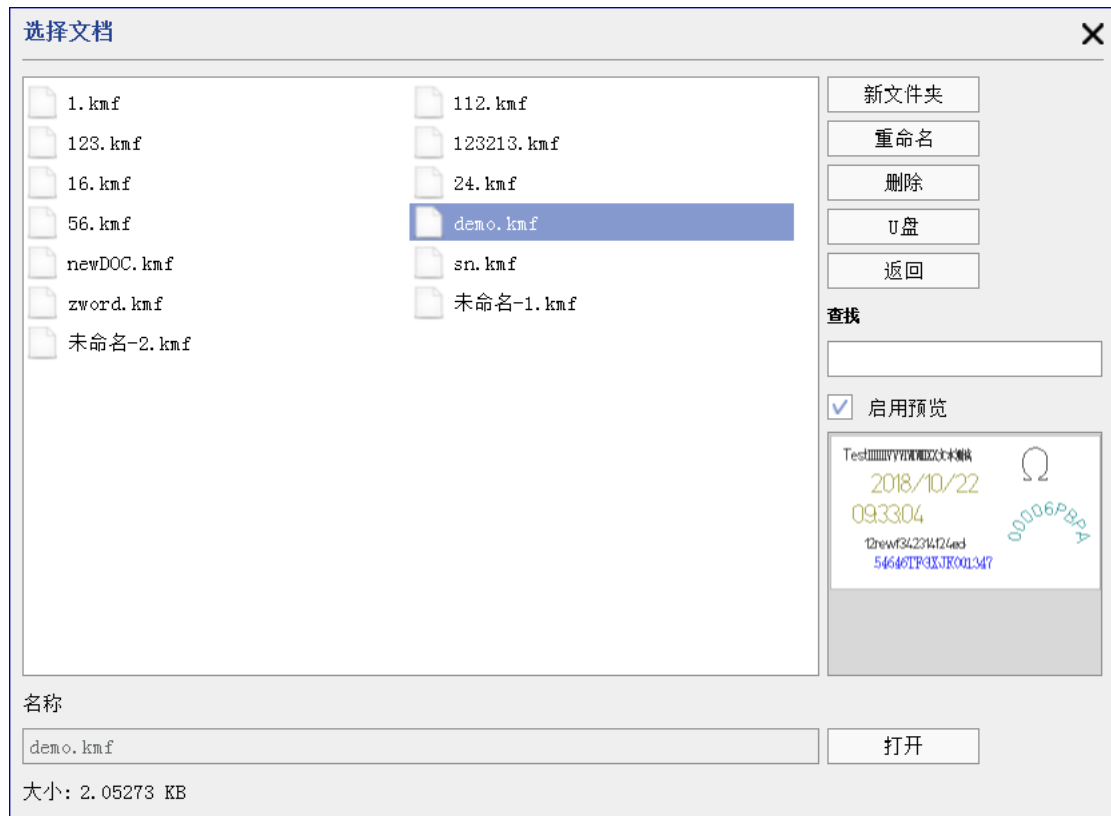 选择文档
1.kmf
112.kmf
123.kmf
123213.kmf
16.kmf
24.kmf
56.kmf
demo.kmf
newDOC.kmf
sn.kmf
zword.kmf
未命名-1.kmf
未命名-2.kmf
新文件夹
重命名
删除
U盘
返回
查找
启用预览
Ω
2018/10/22
09:33:04
00006PBPA
名称
demo.kmf
打开
大小: 2.05273 KB